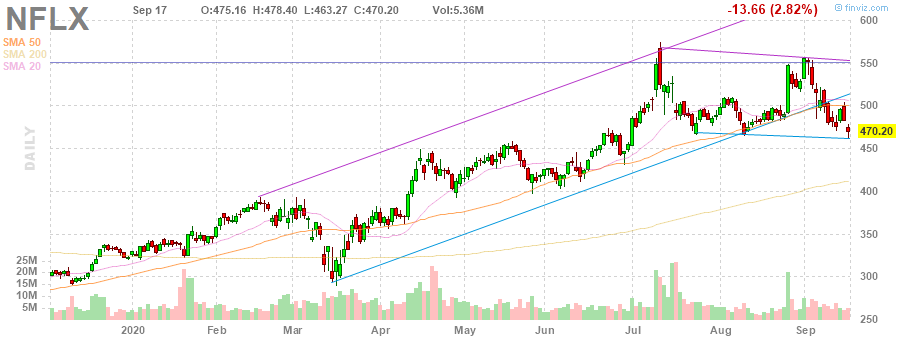 NFLX
Sep 17 O:475.16 H:478.40 L:463.27 C:470.20 Vol:5.36M -13.66 (2.82%)
© finviz.com
SMA 50
SMA 200
SMA 20
DAILY
600
550
500
470.20
450
400
350
300
250
25M
20M
15M
10M
5M
2020 Feb Mar Apr May Jun Jul Aug Sep